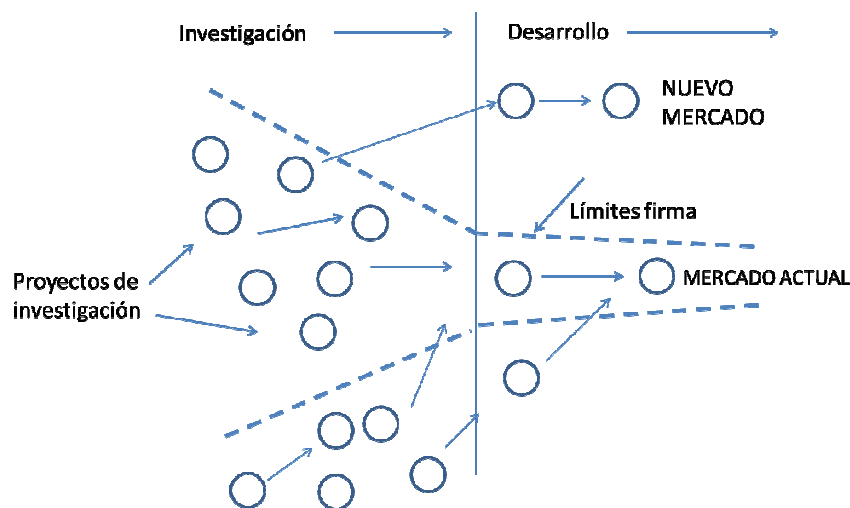 Investigación
Desarrollo
NUEVO
MERCADO
Límites firma
Proyectos de
investigación
MERCADO ACTUAL